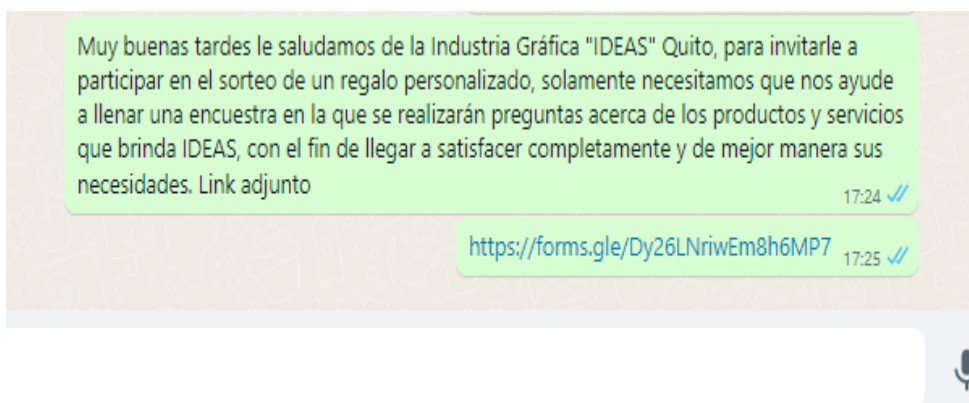 Muy buenas tardes le saludamos de la Industria Gráfica "IDEAS" Quito, para invitarle a
participar en el sorteo de un regalo personalizado, solamente necesitamos que nos ayude
a llenar una encuestra en la que se realizarán preguntas acerca de los productos y servicios
que brinda IDEAS, con el fin de llegar a satisfacer completamente y de mejor manera sus
necesidades. Link adjunto
17:24
https://forms.gle/Dy26LNriwEm8h6MP7 17:25